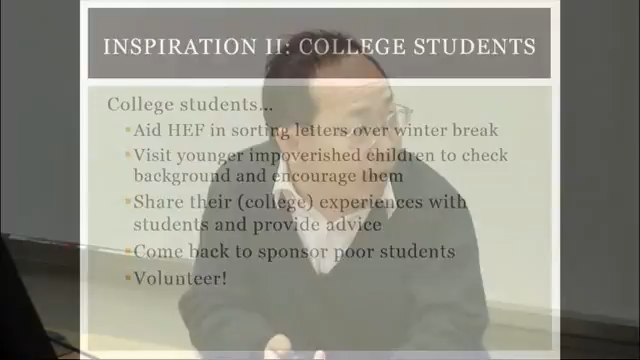 INSPIRATION II: COLLEGE STUDENTS
College students...
Aid HEF in sorting letters over winter break
Visit younger impoverished children to check
background and encourage them
Share their (college) experiences with
students and provide advice
Come back to sponsor poor students
Volunteer!